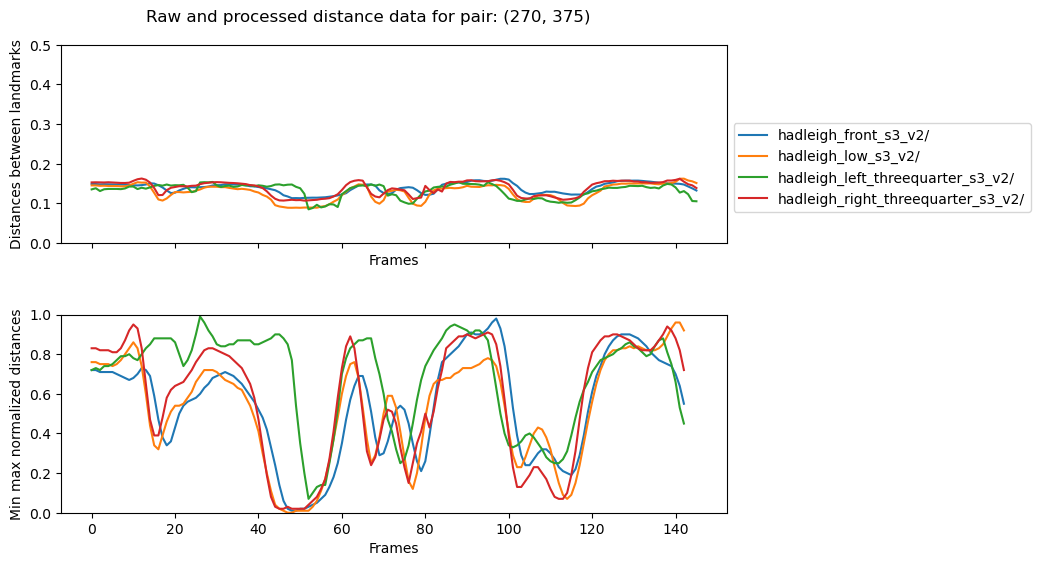 Raw and processed distance data for pair: (270, 375)
Distances between landmarks
0.5
0.4
0.3
0.2
0.1
0.0
Frames
hadleigh_front_s3_v2/
hadleigh_low_s3_v2/
hadleigh_left_threequarter_s3_v2/
hadleigh_right_threequarter_s3_v2/
Min max normalized distances
1.0
0.8
0.6
0.4
0.2
0.0
0 20 40 60 80 100 120 140
Frames